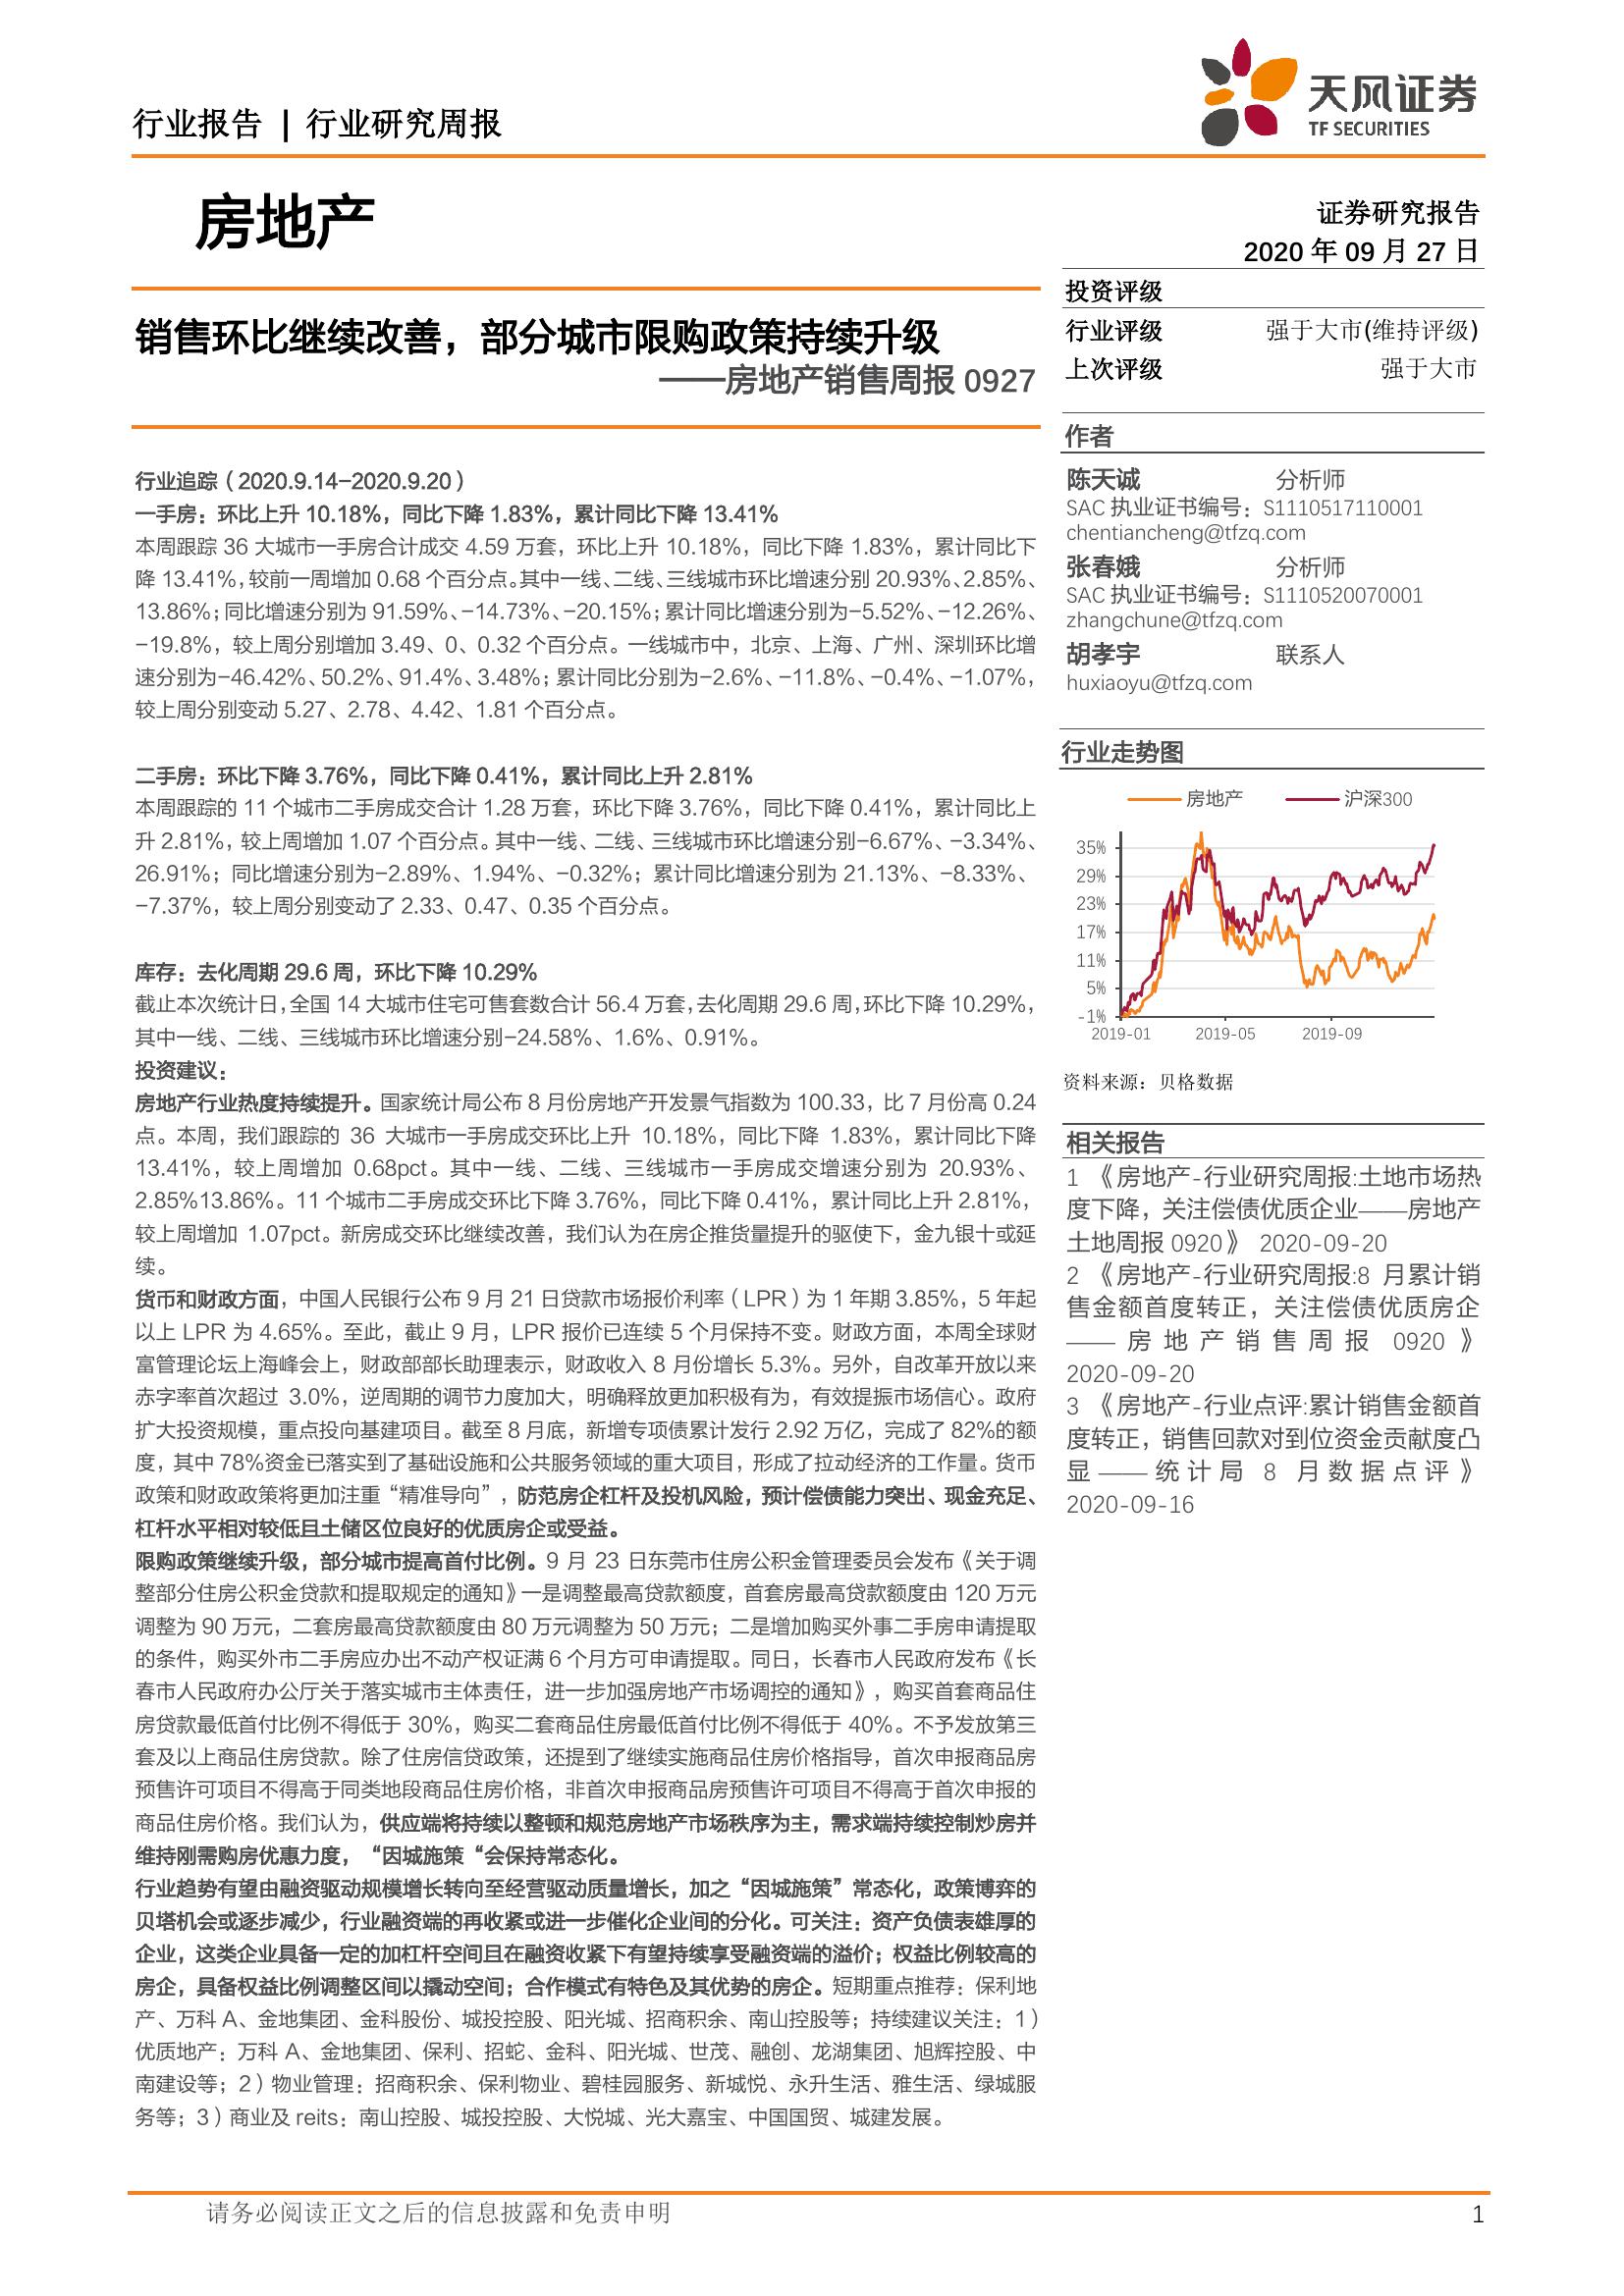 行业报告 | 行业研究周报
天风证券
TF SECURITIES
房地产
证券研究报告
2020 年 09 月 27 日
销售环比继续改善，部分城市限购政策持续升级
——房地产销售周报 0927
投资评级
行业评级 强于大市(维持评级)
上次评级 强于大市
作者
陈天诚 分析师
SAC 执业证书编号：S1110517110001
chentiancheng@tfzq.com
张春娥 分析师
SAC 执业证书编号：S1110520070001
zhangchune@tfzq.com
胡孝宇 联系人
huxiaoyu@tfzq.com
行业走势图
房地产 沪深300
35%
29%
23%
17%
11%
5%
-1%
2019-01 2019-05 2019-09
资料来源：贝格数据
相关报告
1 《房地产-行业研究周报:土地市场热
度下降，关注偿债优质企业——房地产
土地周报 0920》 2020-09-20
2 《房地产-行业研究周报:8 月累计销
售金额首度转正，关注偿债优质房企
——房地产销售周报 0920》
2020-09-20
3 《房地产-行业点评:累计销售金额首
度转正，销售回款对到位资金贡献度凸
显——统计局 8 月数据点评》
2020-09-16
行业追踪（2020.9.14-2020.9.20）
一手房：环比上升 10.18%，同比下降 1.83%，累计同比下降 13.41%
本周跟踪 36 大城市一手房合计成交 4.59 万套，环比上升 10.18%，同比下降 1.83%，累计同比下
降 13.41%，较前一周增加 0.68 个百分点。其中一线、二线、三线城市环比增速分别 20.93%、2.85%、
13.86%；同比增速分别为 91.59%、-14.73%、-20.15%；累计同比增速分别为-5.52%、-12.26%、
-19.8%，较上周分别增加 3.49、0、0.32 个百分点。一线城市中，北京、上海、广州、深圳环比增
速分别为-46.42%、50.2%、91.4%、3.48%；累计同比分别为-2.6%、-11.8%、-0.4%、-1.07%，
较上周分别变动 5.27、2.78、4.42、1.81 个百分点。
二手房：环比下降 3.76%，同比下降 0.41%，累计同比上升 2.81%
本周跟踪的 11 个城市二手房成交合计 1.28 万套，环比下降 3.76%，同比下降 0.41%，累计同比上
升 2.81%，较上周增加 1.07 个百分点。其中一线、二线、三线城市环比增速分别-6.67%、-3.34%、
26.91%；同比增速分别为-2.89%、1.94%、-0.32%；累计同比增速分别为 21.13%、-8.33%、
-7.37%，较上周分别变动了 2.33、0.47、0.35 个百分点。
库存：去化周期 29.6 周，环比下降 10.29%
截止本次统计日，全国 14 大城市住宅可售套数合计 56.4 万套，去化周期 29.6 周，环比下降 10.29%，
其中一线、二线、三线城市环比增速分别-24.58%、1.6%、0.91%。
投资建议：
房地产行业热度持续提升。国家统计局公布 8 月份房地产开发景气指数为 100.33，比 7 月份高 0.24
点。本周，我们跟踪的 36 大城市一手房成交环比上升 10.18%，同比下降 1.83%，累计同比下降
13.41%，较上周增加 0.68pct。其中一线、二线、三线城市一手房成交增速分别为 20.93%、
2.85%13.86%。11 个城市二手房成交环比下降 3.76%，同比下降 0.41%，累计同比上升 2.81%，
较上周增加 1.07pct。新房成交环比继续改善，我们认为在房企推货量提升的驱使下，金九银十或延
续。
货币和财政方面，中国人民银行公布 9 月 21 日贷款市场报价利率（LPR）为 1 年期 3.85%，5 年起
以上 LPR 为 4.65%。至此，截止 9 月，LPR 报价已连续 5 个月保持不变。财政方面，本周全球财
富管理论坛上海峰会上，财政部部长助理表示，财政收入 8 月份增长 5.3%。另外，自改革开放以来
赤字率首次超过 3.0%，逆周期的调节力度加大，明确释放更加积极有为，有效提振市场信心。政府
扩大投资规模，重点投向基建项目。截至 8 月底，新增专项债累计发行 2.92 万亿，完成了 82%的额
度，其中 78%资金已落实到了基础设施和公共服务领域的重大项目，形成了拉动经济的工作量。货币
政策和财政政策将更加注重“精准导向”，防范房企杠杆及投机风险，预计偿债能力突出、现金充足、
杠杆水平相对较低且土储区位良好的优质房企或受益。
限购政策继续升级，部分城市提高首付比例。9 月 23 日东莞市住房公积金管理委员会发布《关于调
整部分住房公积金贷款和提取规定的通知》一是调整最高贷款额度，首套房最高贷款额度由 120 万元
调整为 90 万元，二套房最高贷款额度由 80 万元调整为 50 万元；二是增加购买外事二手房申请提取
的条件，购买外市二手房应办出不动产权证满 6 个月方可申请提取。同日，长春市人民政府发布《长
春市人民政府办公厅关于落实城市主体责任，进一步加强房地产市场调控的通知》，购买首套商品住
房贷款最低首付比例不得低于 30%，购买二套商品住房最低首付比例不得低于 40%。不予发放第三
套及以上商品住房贷款。除了住房信贷政策，还提到了继续实施商品住房价格指导，首次申报商品房
预售许可项目不得高于同类地段商品住房价格，非首次申报商品房预售许可项目不得高于首次申报的
商品住房价格。我们认为，供应端将持续以整顿和规范房地产市场秩序为主，需求端持续控制炒房并
维持刚需购房优惠力度，“因城施策“会保持常态化。
行业趋势有望由融资驱动规模增长转向至经营驱动质量增长，加之“因城施策”常态化，政策博弈的
贝塔机会或逐步减少，行业融资端的再收紧或进一步催化企业间的分化。可关注：资产负债表雄厚的
企业，这类企业具备一定的加杠杆空间且在融资收紧下有望持续享受融资端的溢价；权益比例较高的
房企，具备权益比例调整区间以撬动空间；合作模式有特色及其优势的房企。短期重点推荐：保利地
产、万科 A、金地集团、金科股份、城投控股、阳光城、招商积余、南山控股等；持续建议关注：1）
优质地产：万科 A、金地集团、保利、招蛇、金科、阳光城、世茂、融创、龙湖集团、旭辉控股、中
南建设等；2）物业管理：招商积余、保利物业、碧桂园服务、新城悦、永升生活、雅生活、绿城服
务等；3）商业及 reits：南山控股、城投控股、大悦城、光大嘉宝、中国国贸、城建发展。
请务必阅读正文之后的信息披露和免责申明 1